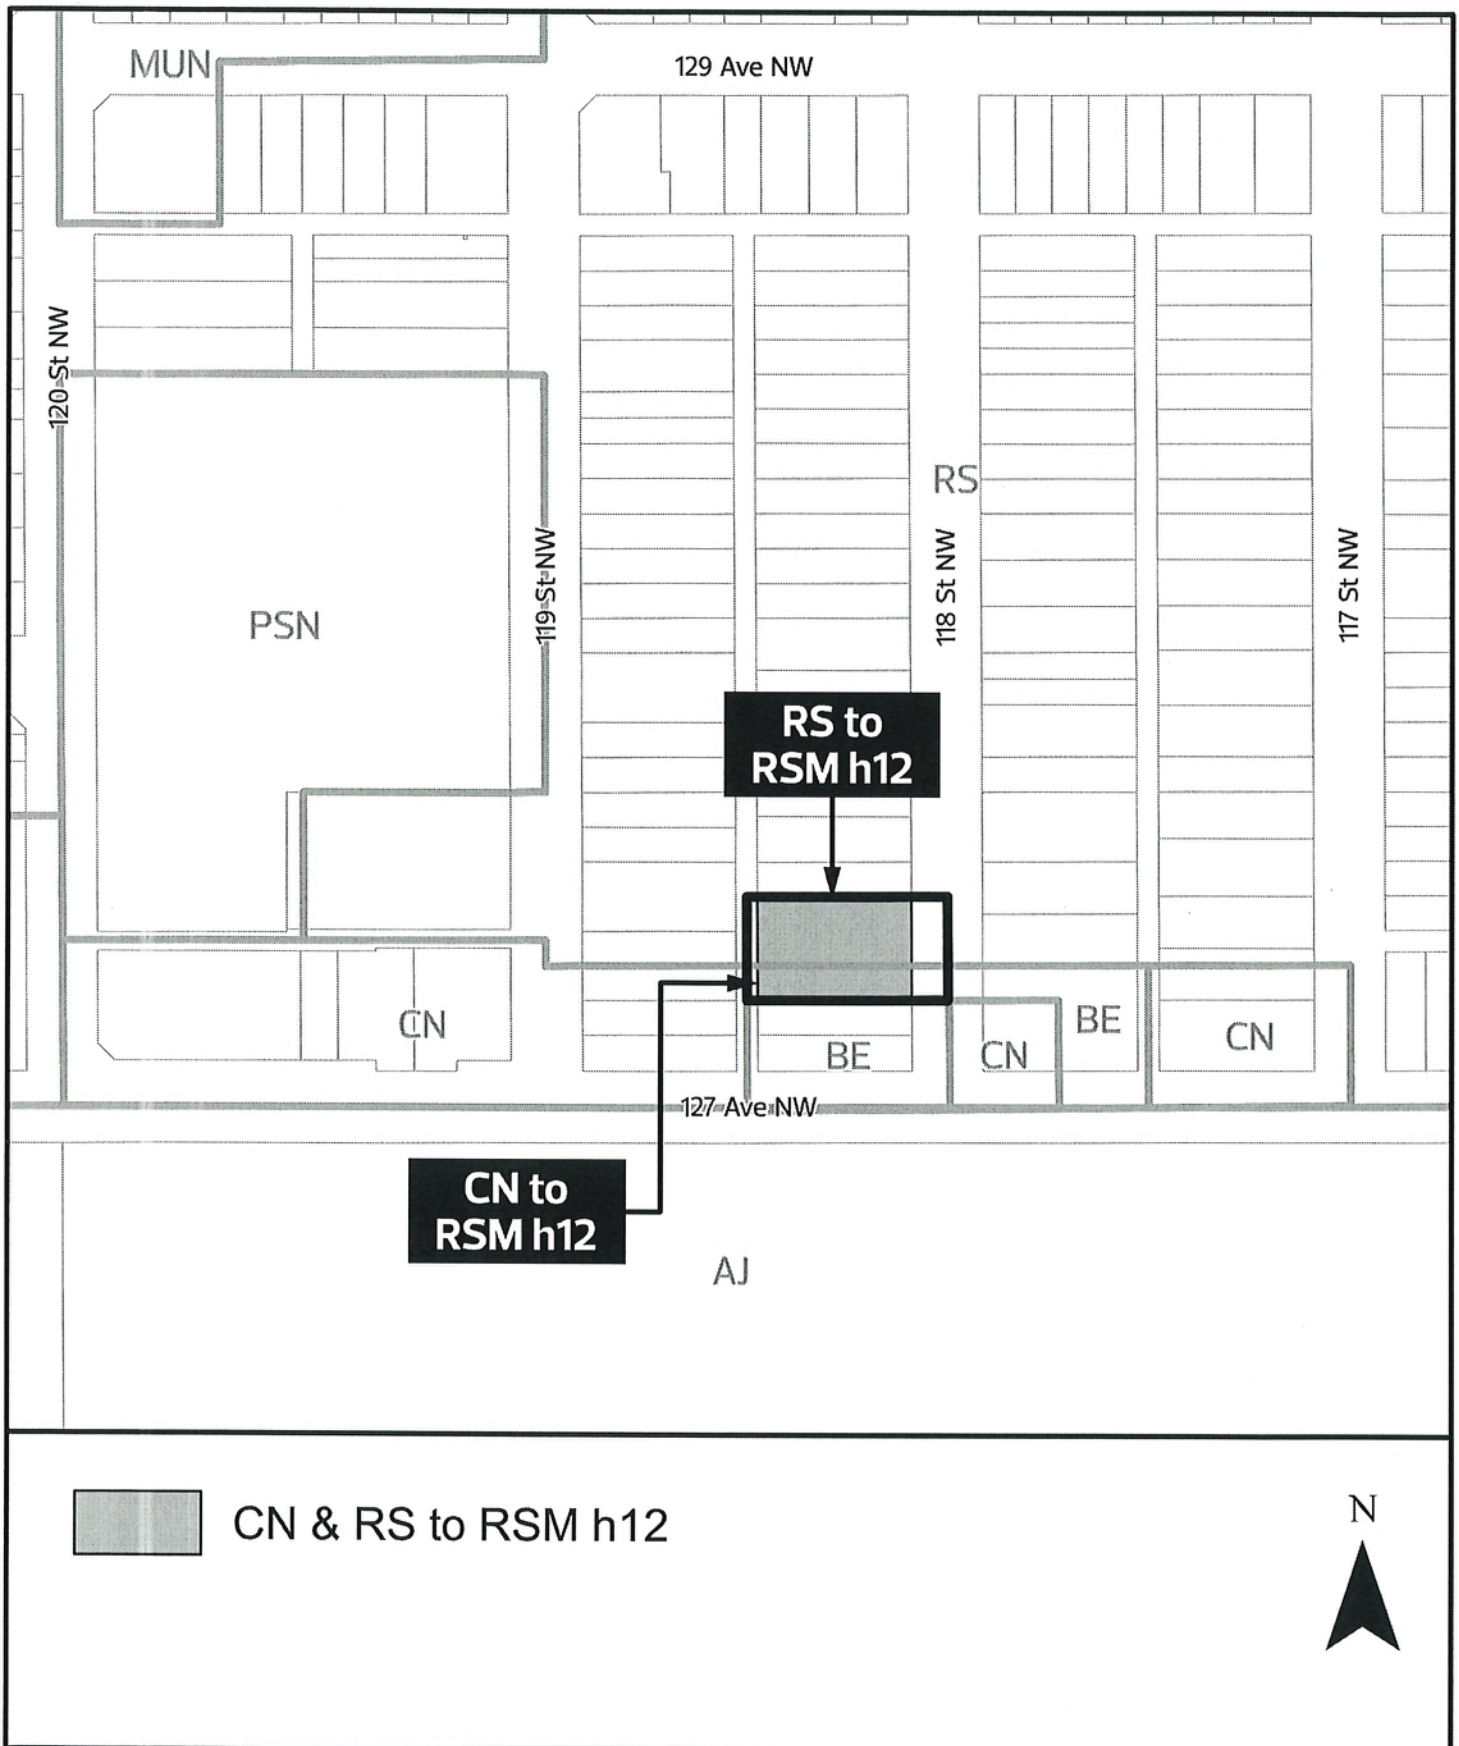 MUN
129 Ave NW
120 St NW
RS
PSN
119 St NW
118 St NW
117 St NW
RS to
RSM h12
CN
BE
CN
BE
CN
127 Ave NW
CN to
RSM h12
AJ
CN & RS to RSM h12
N